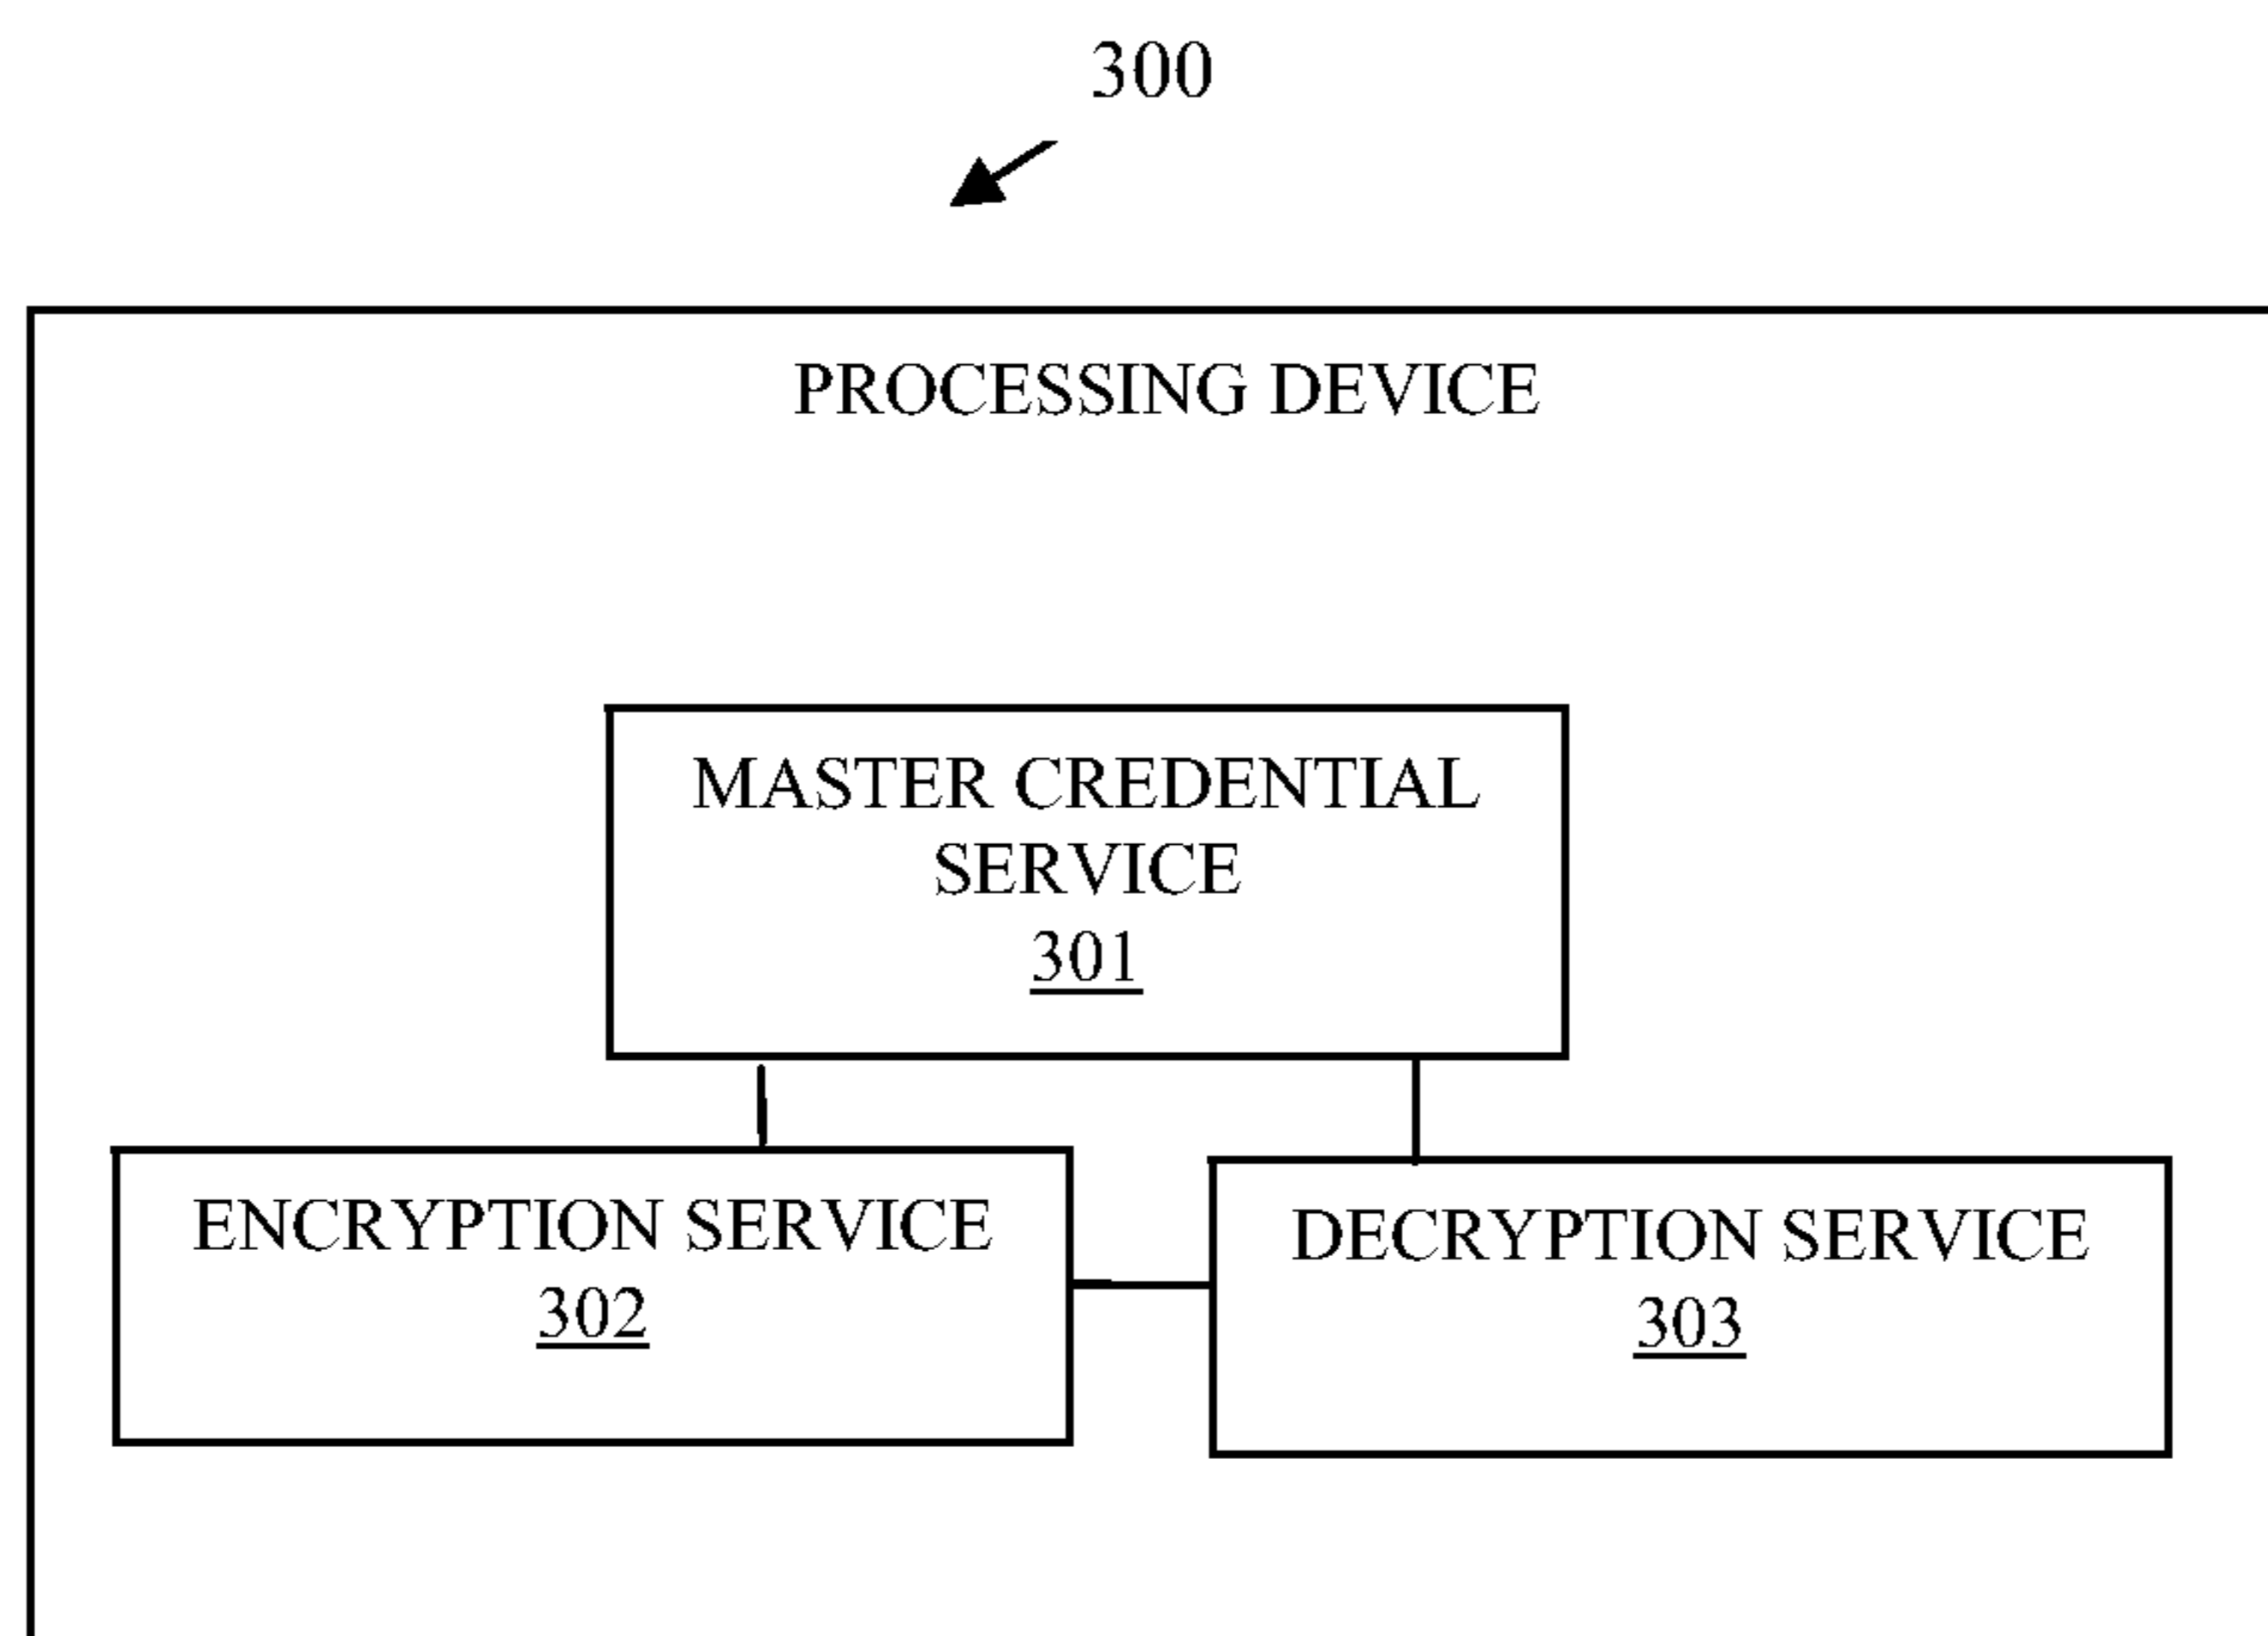 300
PROCESSING DEVICE
MASTER CREDENTIAL
SERVICE
301
ENCRYPTION SERVICE
302
DECRYPTION SERVICE
303